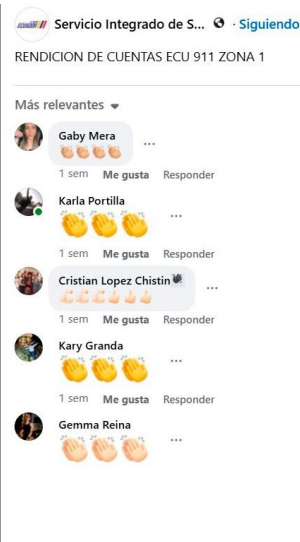 Servicio Integrado de S... · Siguiendo
RENDICION DE CUENTAS ECU 911 ZONA 1
Más relevantes
Gaby Mera
👏🏼👏🏼👏🏼👏🏼
1 sem Me gusta Responder
Karla Portilla
👏👏👏
1 sem Me gusta Responder
Cristian Lopez Chistin
💪🏻💪🏻💪🏻👍🏻👍🏻👍🏻
1 sem Me gusta Responder
Kary Granda
👏👏👏
1 sem Me gusta Responder
Gemma Reina
👏🏻👏🏻👏🏻